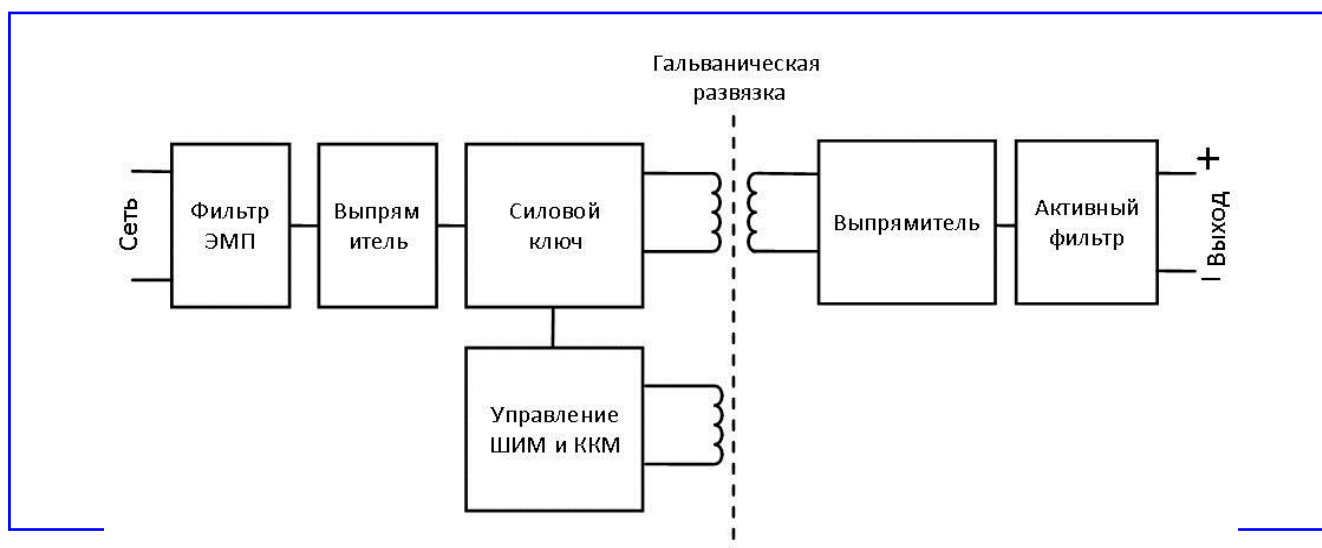 Гальваническая
развязка
Сеть
Фильтр
ЭМП
Выпрям
итель
Силовой
ключ
Выпрямитель
Активный
фильтр
+
Выход
–
Управление
ШИМ и ККМ